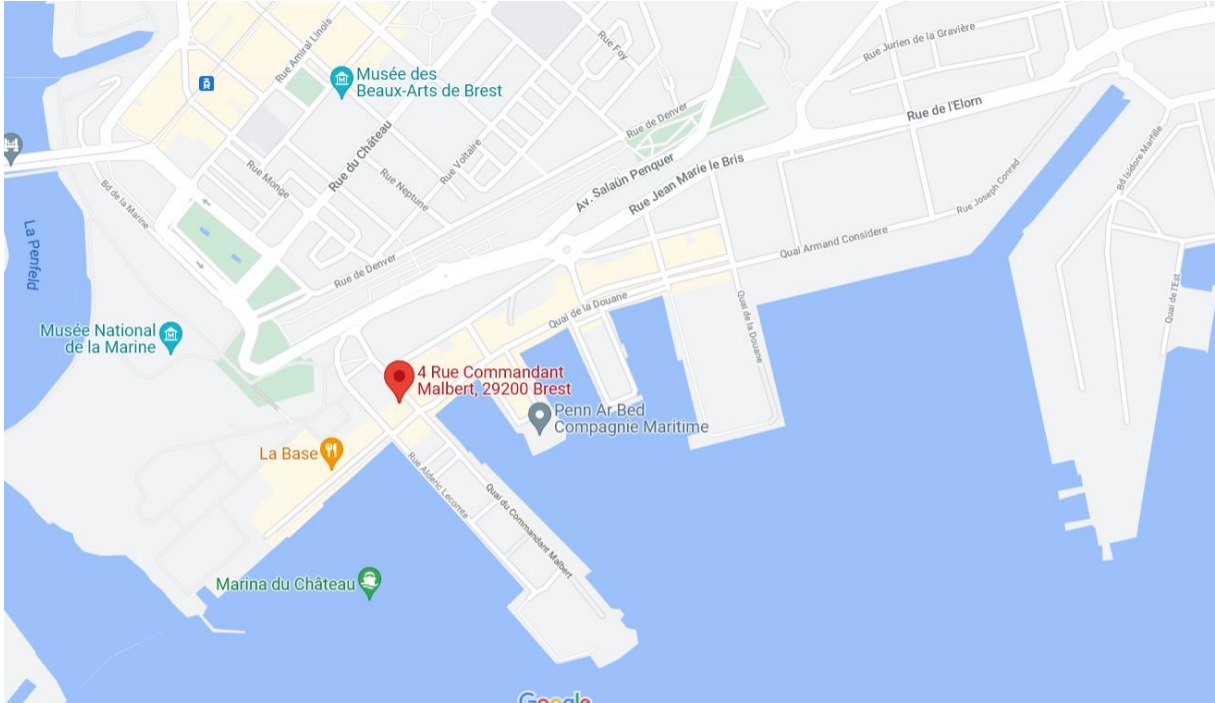 Rue Amiral Linois
Rue Foy
Rue Jurien de la Gravière
Musée des
Beaux-Arts de Brest
Rue de l'Elorn
Rue de Denver
Rue du Château
Rue Voltaire
Av. Salaün Penquer
Rue Jean Marie le Bris
Rue Monge
Rue Neptune
Bd de la Marine
Rue Joseph Conrad
Bd Isidore Marfille
La Penfeld
Quai Armand Considere
Rue de Denver
Quai de la Douane
Quai de la Douane
Quai de l'Est
Musée National
de la Marine
4 Rue Commandant
Malbert, 29200 Brest
Penn Ar Bed
Compagnie Maritime
La Base
Rue Alderic Lecomte
Quai du Commandant Malbert
Marina du Château
Google